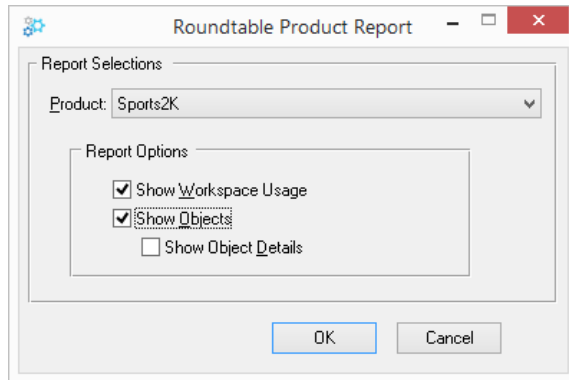 Roundtable Product Report
Report Selections
Product: Sports2K
Report Options
Show Workspace Usage
Show Objects
Show Object Details
OK Cancel